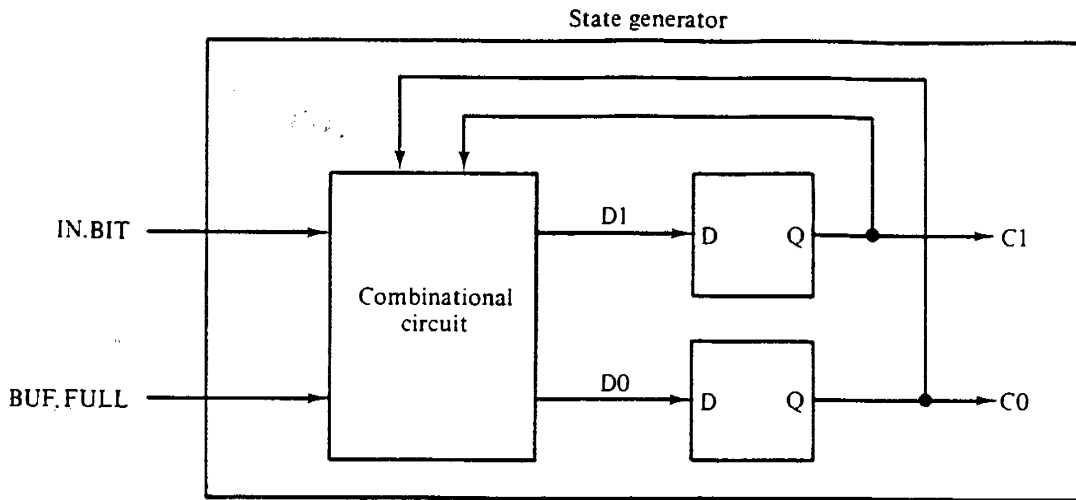 State generator
IN.BIT
D1
D
Q
C1
Combinational
circuit
BUF.FULL
D0
D
Q
C0